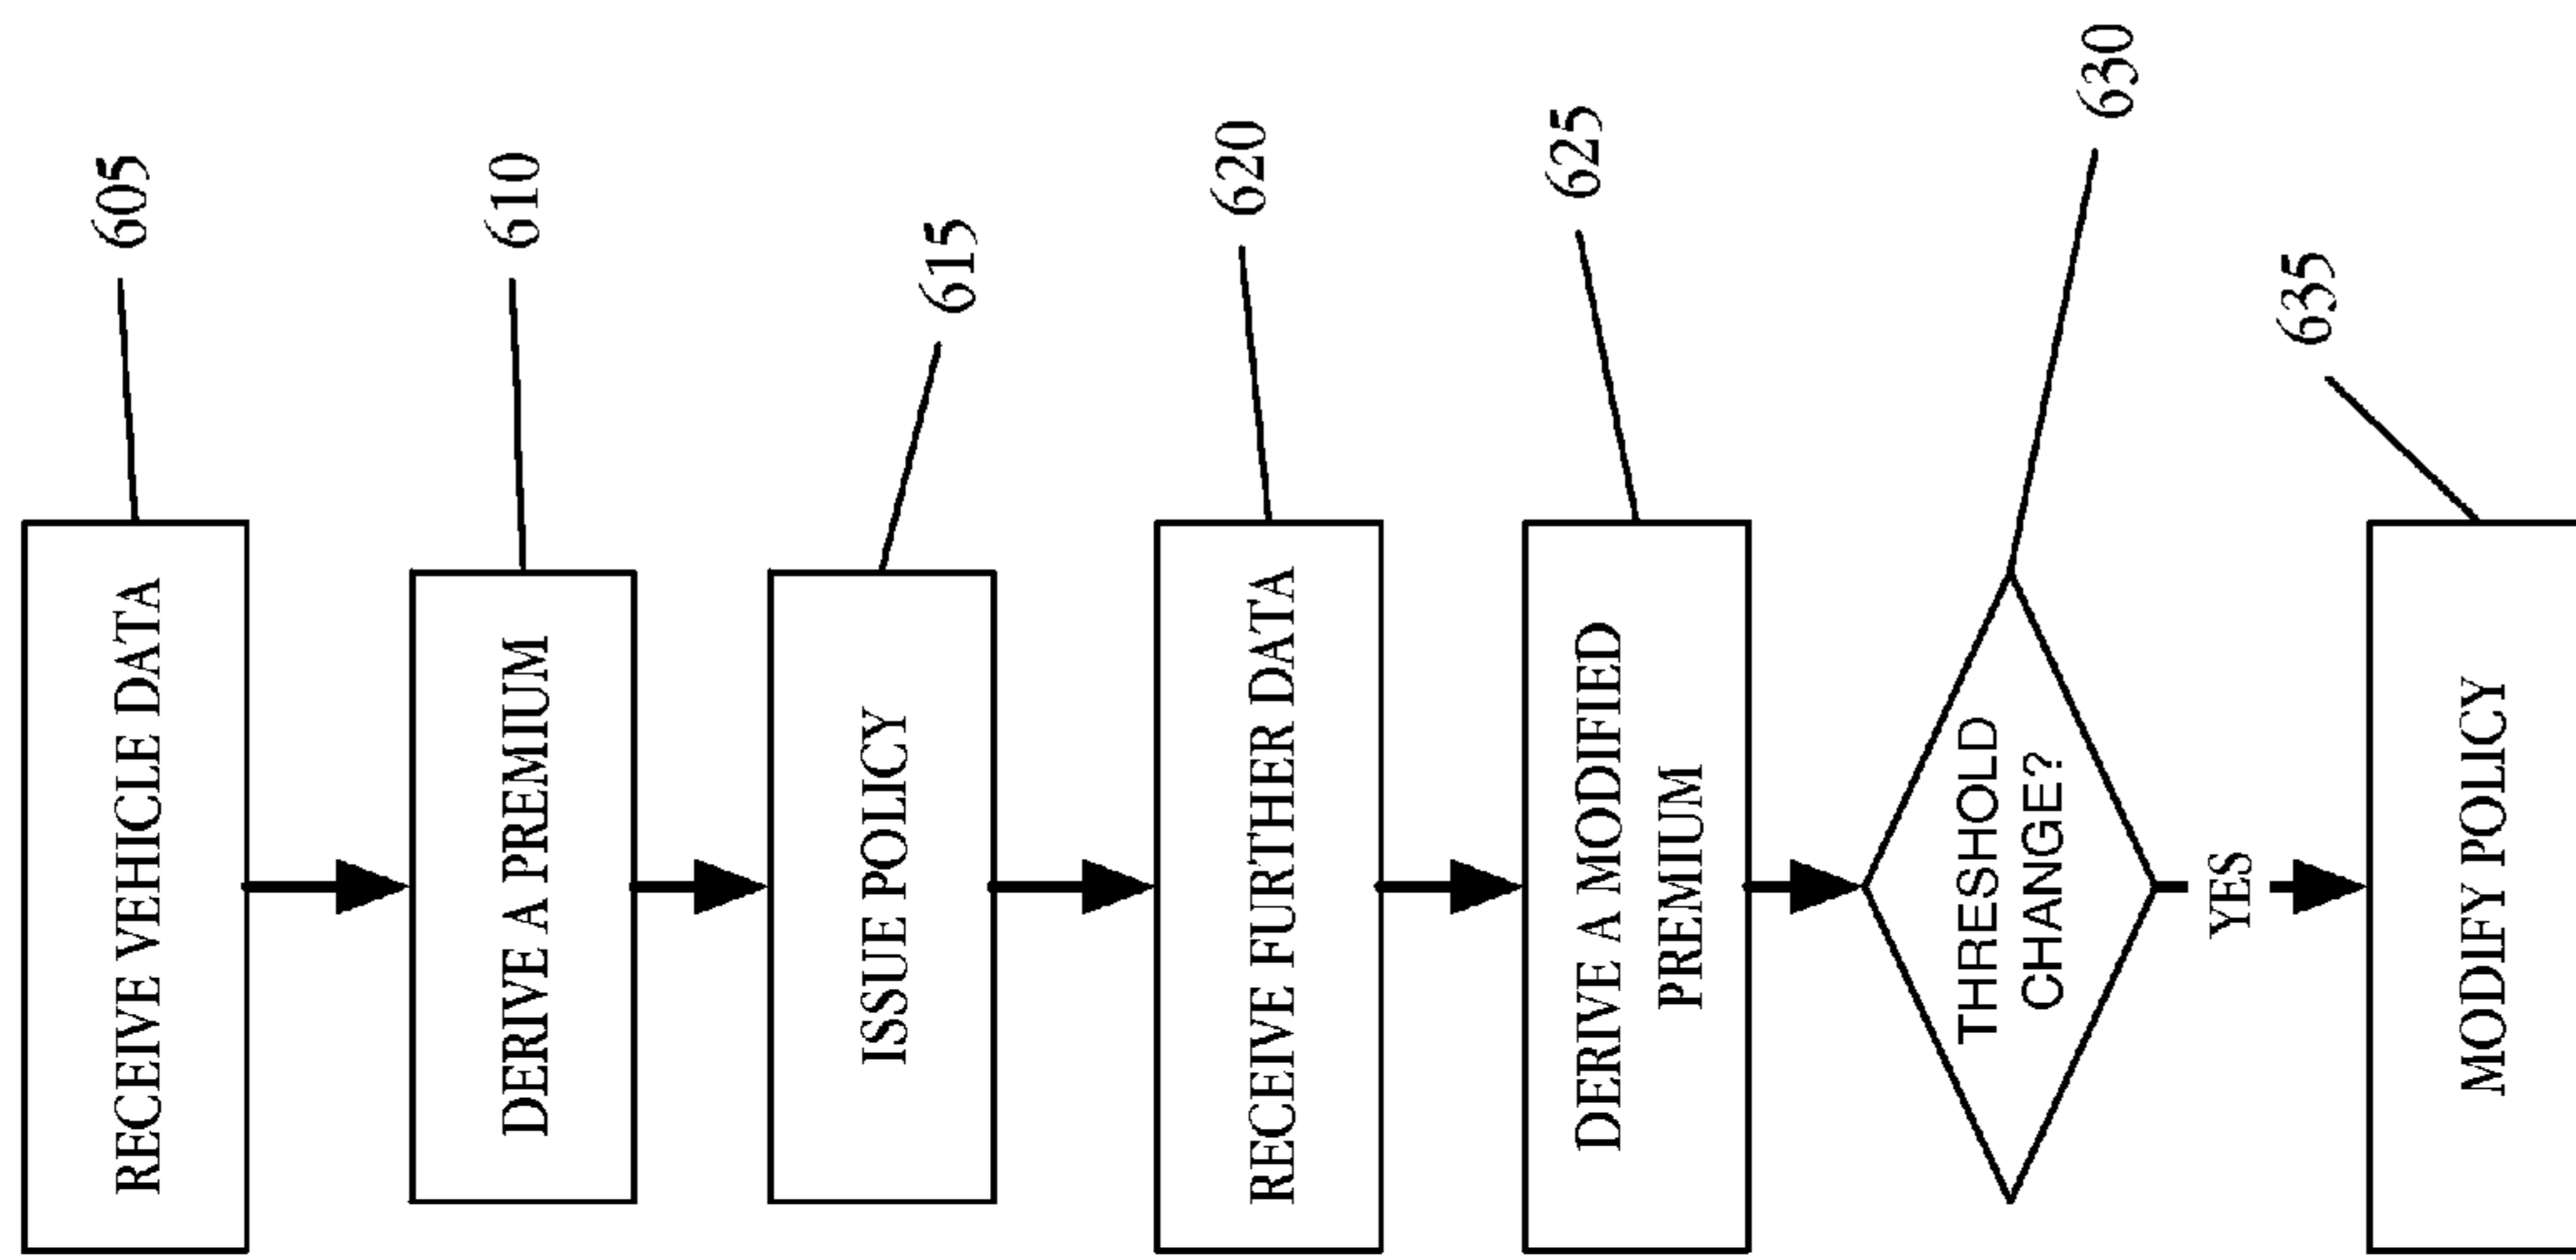 605
RECEIVE VEHICLE DATA
610
DERIVE A PREMIUM
615
ISSUE POLICY
620
RECEIVE FURTHER DATA
625
DERIVE A MODIFIED
PREMIUM
630
THRESHOLD
CHANGE?
YES
635
MODIFY POLICY